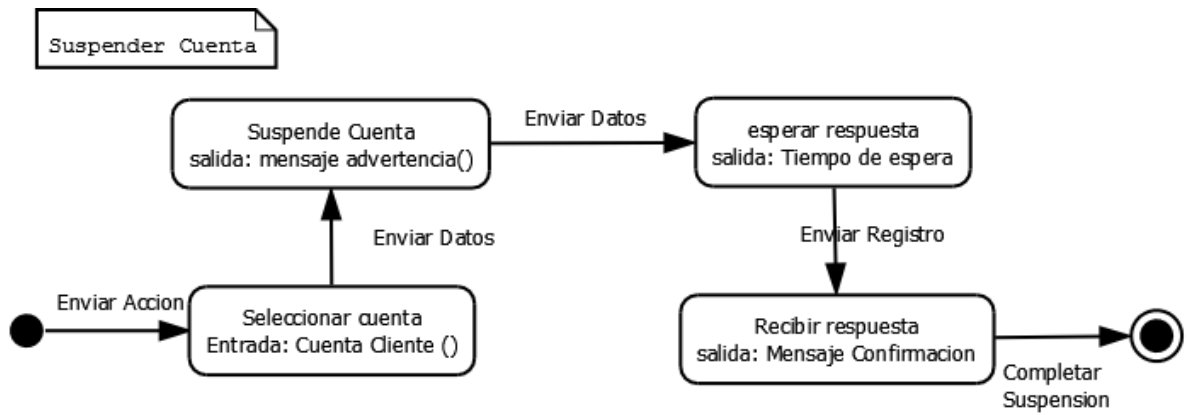 Suspender Cuenta
Suspende Cuenta
salida: mensaje advertencia()
Enviar Datos
esperar respuesta
salida: Tiempo de espera
Enviar Datos
Enviar Registro
Enviar Accion
Seleccionar cuenta
Entrada: Cuenta Cliente ()
Recibir respuesta
salida: Mensaje Confirmacion
Completar
Suspension